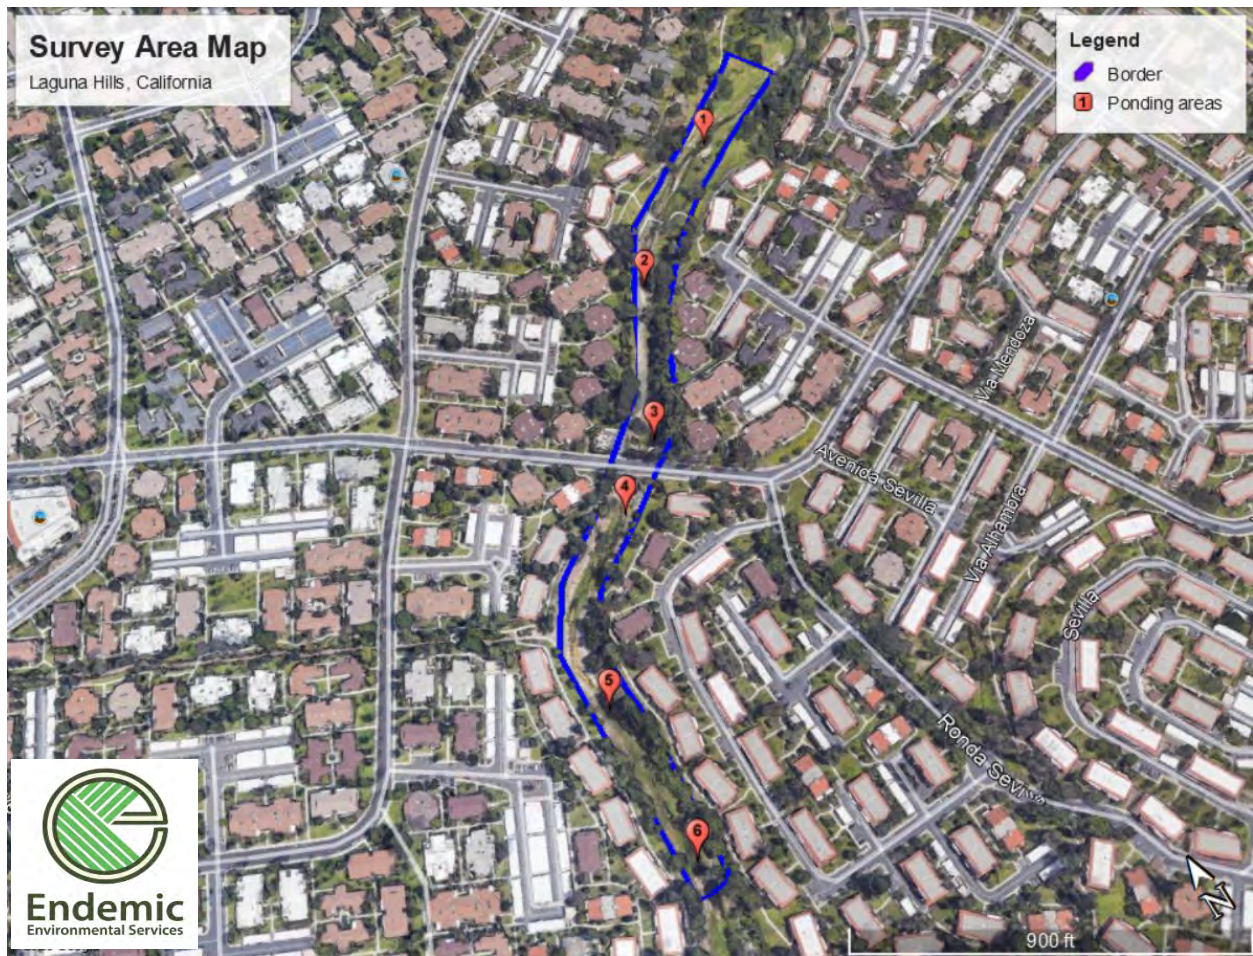 Survey Area Map
Laguna Hills, California
Legend
Border
1 Ponding areas
1
2
3
4
5
6
Via Mendoza
Avenida Sevilla
Via Alhambra
Sevilla
Ronda Sevilla
Endemic
Environmental Services
900 ft
N